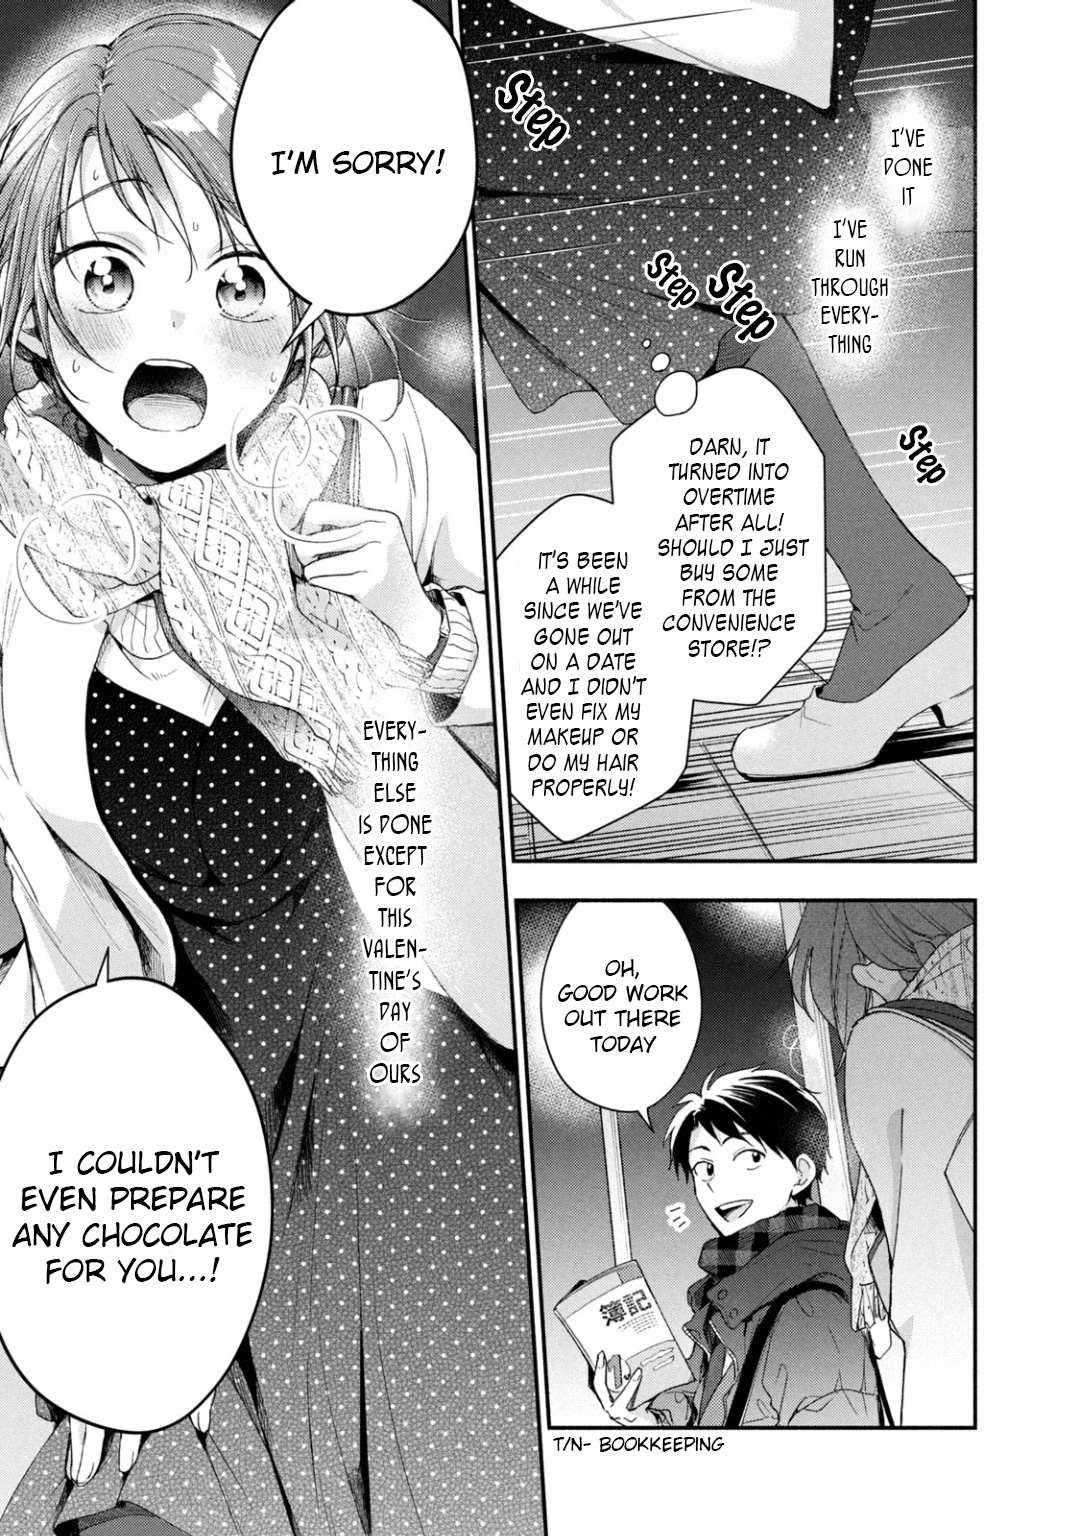 I'VE
DONE
IT
I'VE
RUN
THROUGH
EVERY-
THING
Step
Step
Step
Step
DARN, IT
TURNED INTO
OVERTIME
AFTER ALL!
SHOULD I JUST
BUY SOME
FROM THE
CONVENIENCE
STORE!?
IT'S BEEN
A WHILE
SINCE WE'VE
GONE OUT
ON A DATE
AND I DIDN'T
EVEN FIX MY
MAKEUP OR
DO MY HAIR
PROPERLY!
OH,
GOOD WORK
OUT THERE
TODAY
簿記
T/N- BOOKKEEPING
I'M SORRY!
EVERY-
THING
ELSE
IS DONE
EXCEPT
FOR
THIS
VALEN-
TINE'S
DAY
OF
OURS
I COULDN'T
EVEN PREPARE
ANY CHOCOLATE
FOR YOU...!